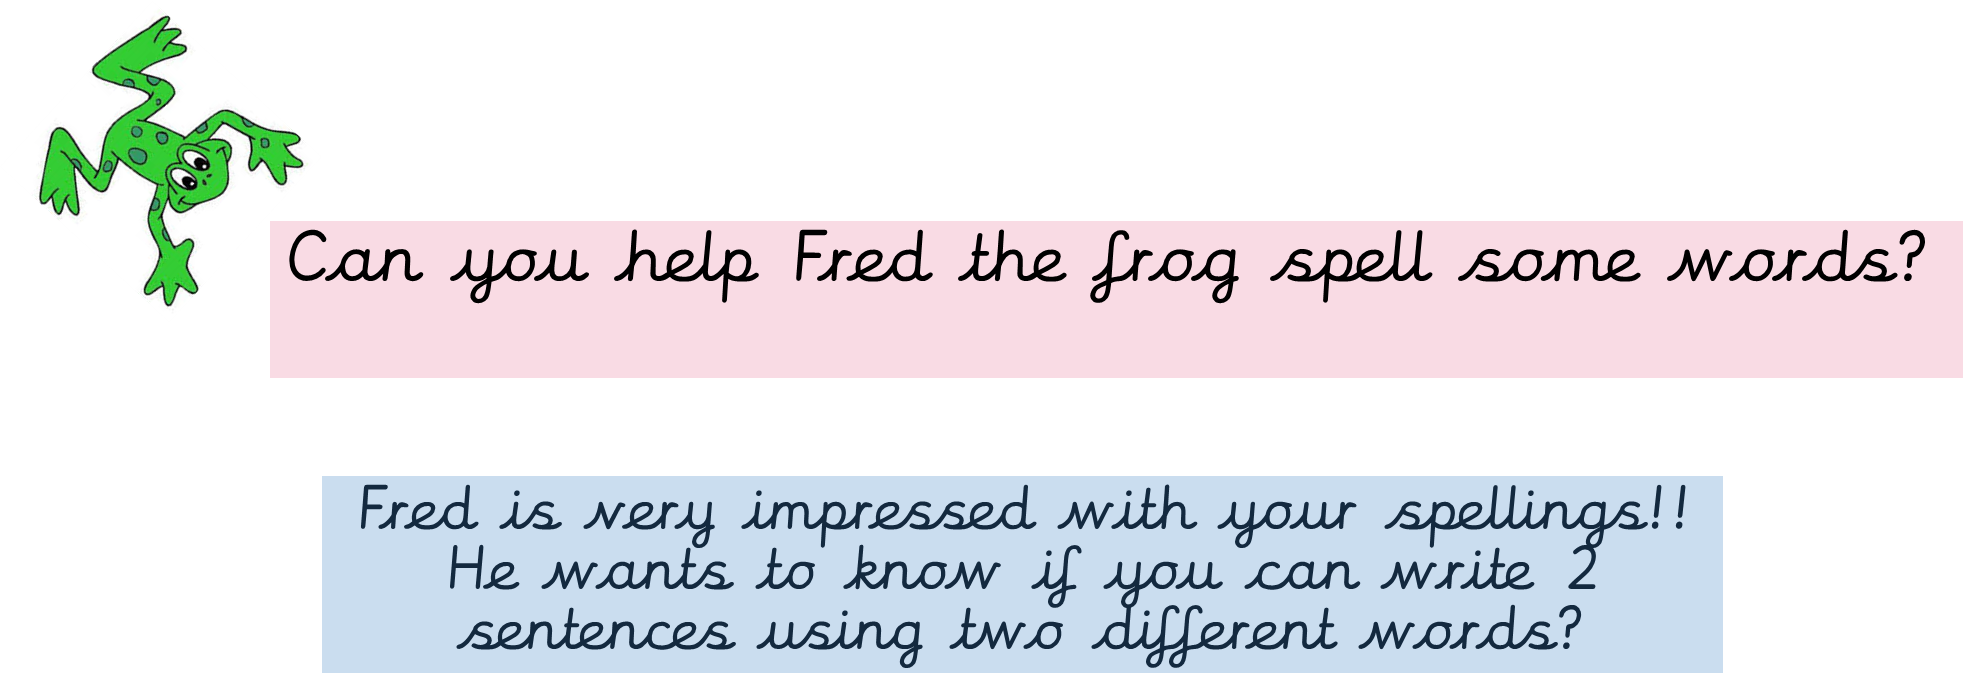 Can you help Fred the frog spell some words?
Fred is very impressed with your spellings!!
He wants to know if you can write 2
sentences using two different words?